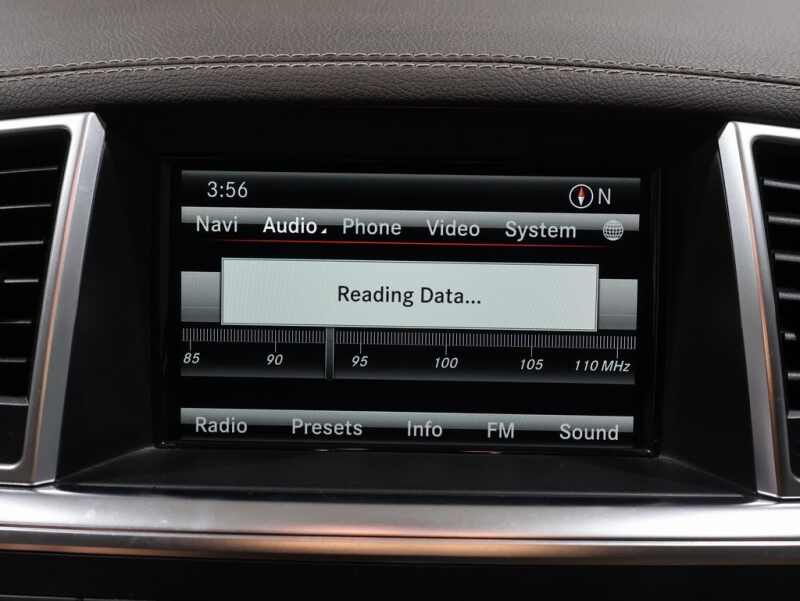 3:56 N
Navi Audio Phone Video System
Reading Data...
85 90 95 100 105 110 MHz
Radio Presets Info FM Sound